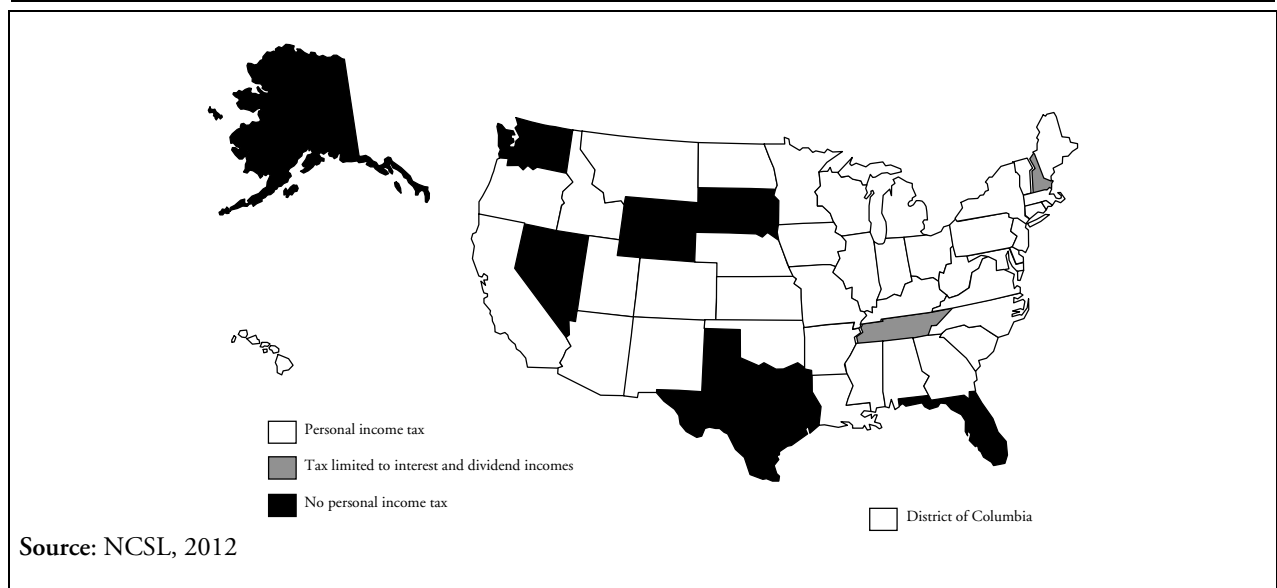 Personal income tax
Tax limited to interest and dividend incomes
No personal income tax
District of Columbia
Source: NCSL, 2012